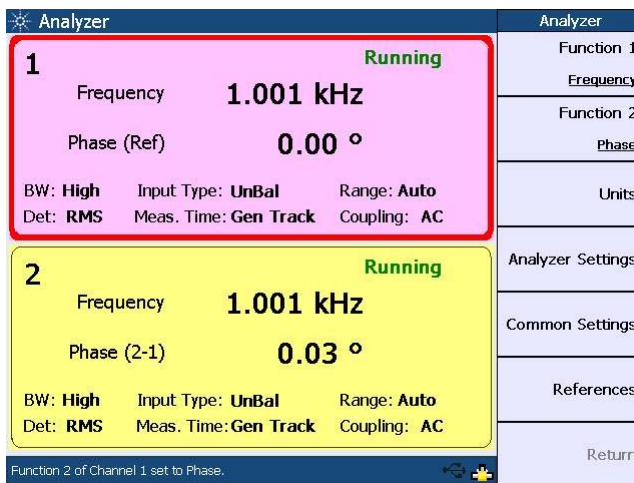 Analyzer
1
Running
Frequency 1.001 kHz
Phase (Ref) 0.00 °
BW: High Input Type: UnBal Range: Auto
Det: RMS Meas. Time: Gen Track Coupling: AC
2
Running
Frequency 1.001 kHz
Phase (2-1) 0.03 °
BW: High Input Type: UnBal Range: Auto
Det: RMS Meas. Time: Gen Track Coupling: AC
Function 2 of Channel 1 set to Phase.
Analyzer
Function 1
Frequency
Function 2
Phase
Units
Analyzer Settings
Common Settings
References
Return